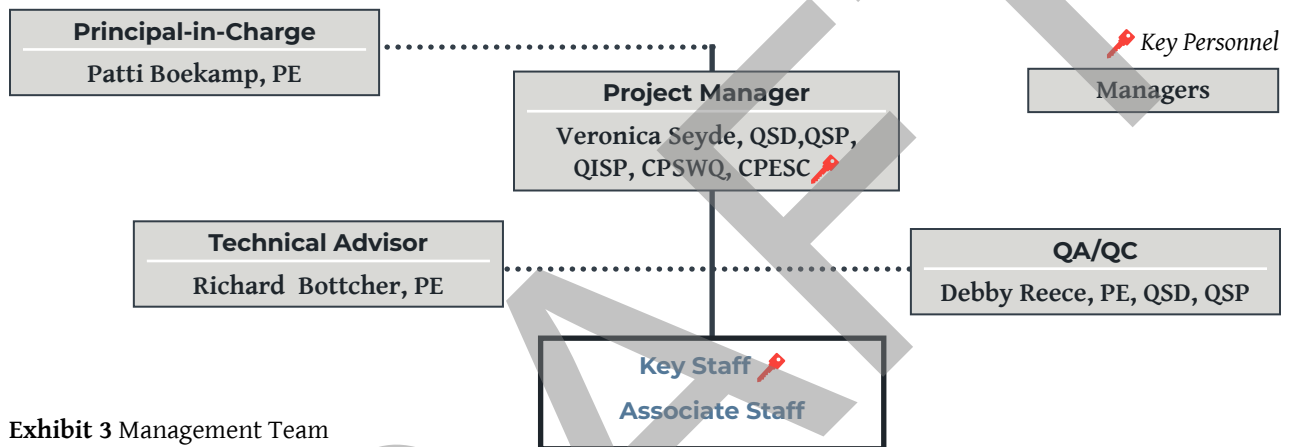 Principal-in-Charge
Patti Boekamp, PE
Key Personnel
Managers
Project Manager
Veronica Seyde, QSD,QSP,
QISP, CPSWQ, CPESC
Technical Advisor
Richard Bottcher, PE
QA/QC
Debby Reece, PE, QSD, QSP
Key Staff
Associate Staff
Exhibit 3 Management Team